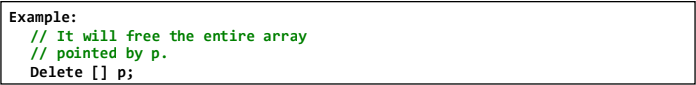 Example:
// It will free the entire array
// pointed by p.
Delete [] p;